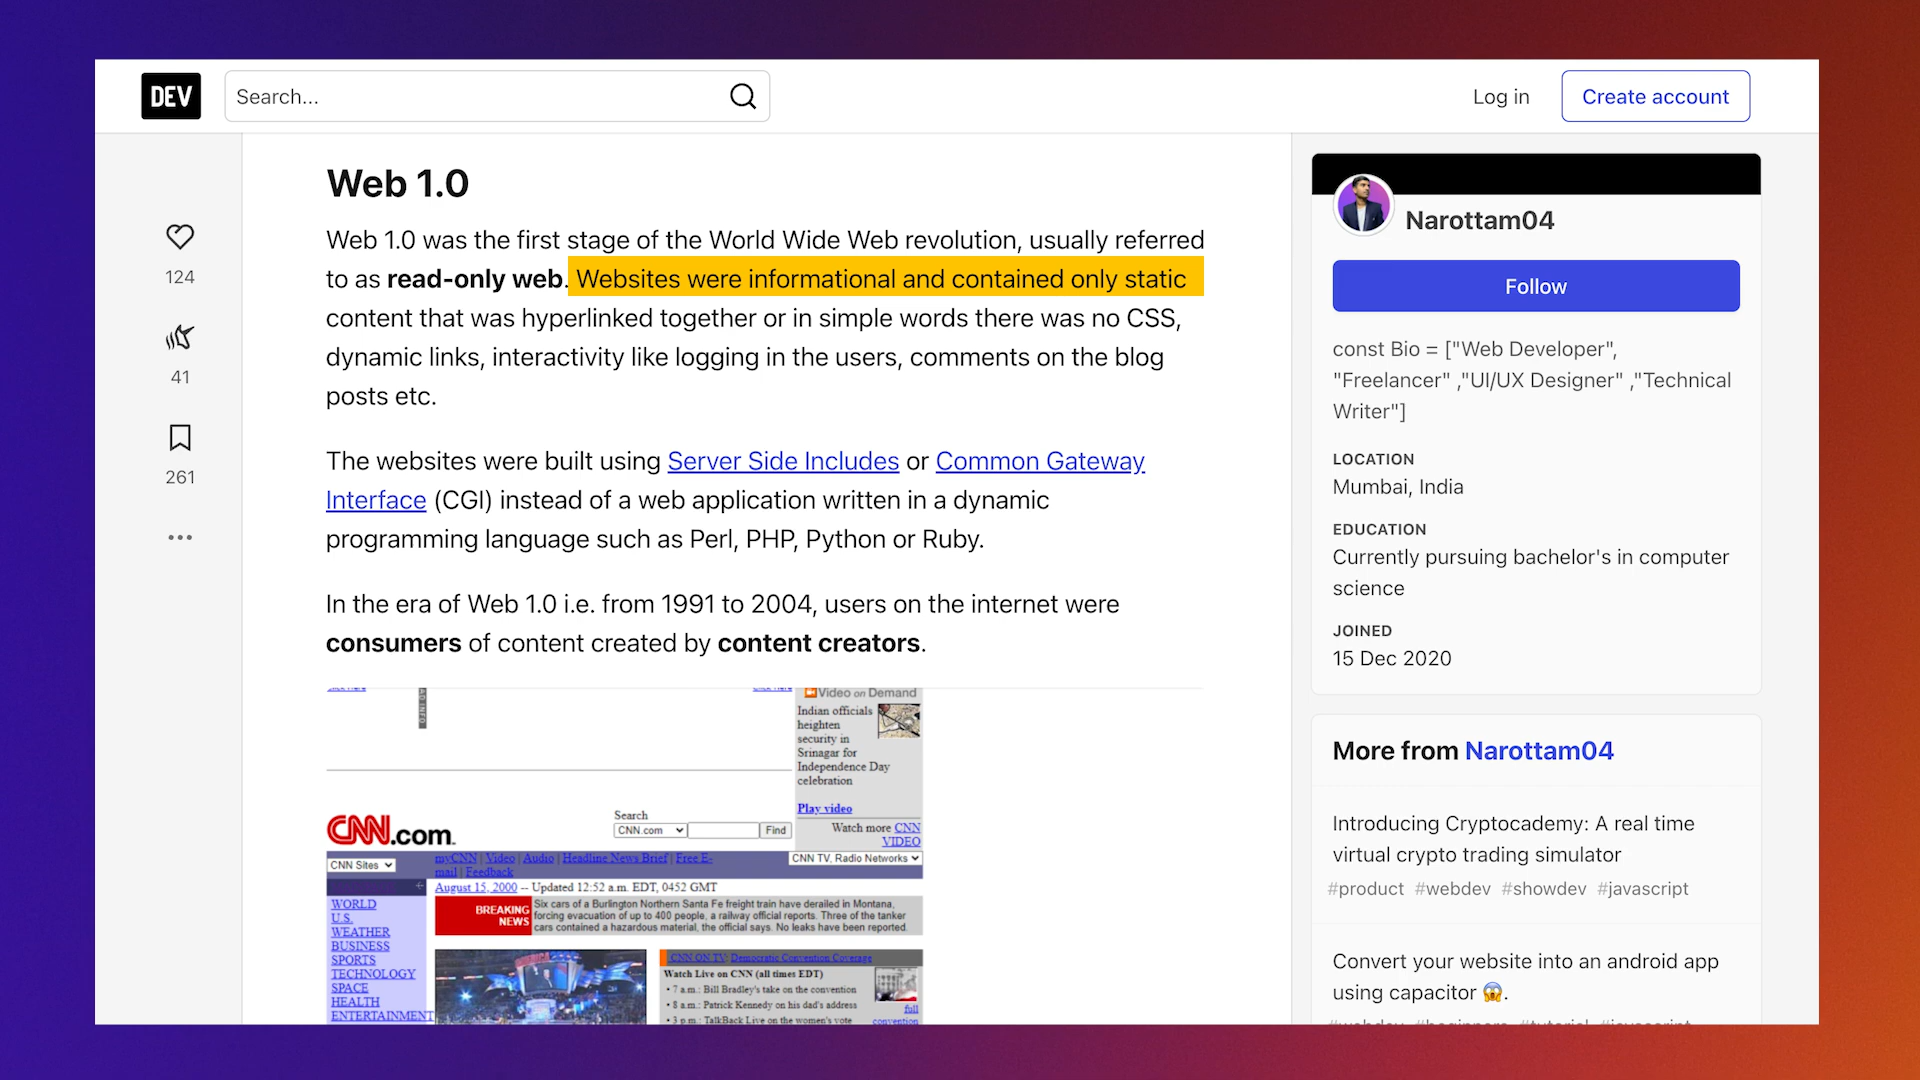 DEV
Search...
Log in
Create account
124
41
261
Web 1.0
Web 1.0 was the first stage of the World Wide Web revolution, usually referred
to as read-only web. Websites were informational and contained only static
content that was hyperlinked together or in simple words there was no CSS,
dynamic links, interactivity like logging in the users, comments on the blog
posts etc.
The websites were built using Server Side Includes or Common Gateway
Interface (CGI) instead of a web application written in a dynamic
programming language such as Perl, PHP, Python or Ruby.
In the era of Web 1.0 i.e. from 1991 to 2004, users on the internet were
consumers of content created by content creators.
Video on Demand
Indian officials
heighten
security in
Srinagar for
Independence Day
celebration
Play video
Watch more CNN
VIDEO
CNN.com.
Search
CNN.com
Find
CNN Sites
myCNN | Video | Audio | Headline News Brief | Free E-
mail | Feedback
CNN TV, Radio Networks
August 15, 2000 -- Updated 12:52 a.m. EDT, 0452 GMT
WORLD
U.S.
WEATHER
BUSINESS
SPORTS
TECHNOLOGY
SPACE
HEALTH
ENTERTAINMENT
BREAKING
NEWS
Six cars of a Burlington Northern Santa Fe freight train have derailed in Montana,
forcing evacuation of up to 400 people, a railway official reports. Three of the tanker
cars contained a hazardous material, the official says. No leaks have been reported.
CNN ON TV: Democratic Convention Coverage
Watch Live on CNN (all times EDT)
• 7 a.m.: Bill Bradley's take on the convention
• 8 a.m.: Patrick Kennedy on his dad's address
• 3 p.m.: TalkBack Live on the women's vote
full
convention
Narottam04
Follow
const Bio = ["Web Developer",
"Freelancer" ,"UI/UX Designer" ,"Technical
Writer"]
LOCATION
Mumbai, India
EDUCATION
Currently pursuing bachelor's in computer
science
JOINED
15 Dec 2020
More from Narottam04
Introducing Cryptocademy: A real time
virtual crypto trading simulator
#product #webdev #showdev #javascript
Convert your website into an android app
using capacitor 😱.
#webdev #beginners #tutorial #javascript